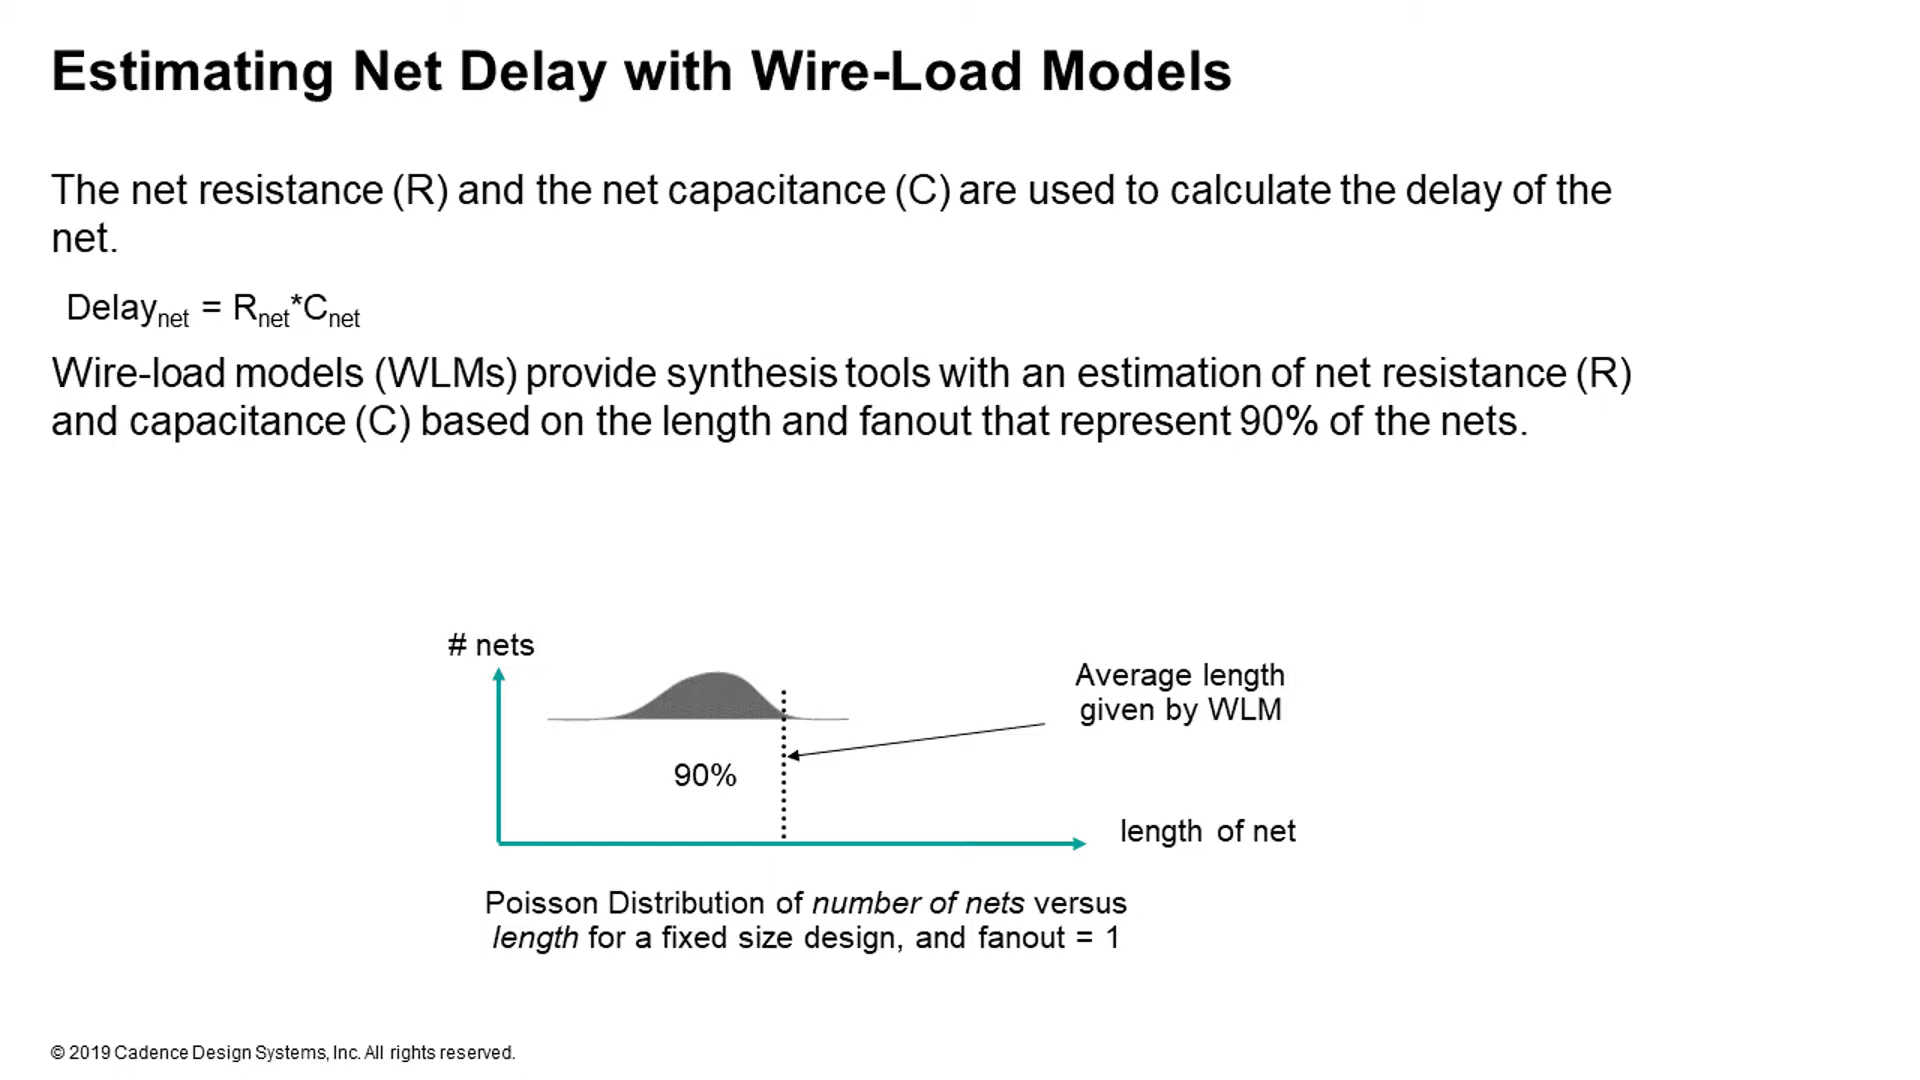 Estimating Net Delay with Wire-Load Models
The net resistance (R) and the net capacitance (C) are used to calculate the delay of the
net.
Delaynet = Rnet*Cnet
Wire-load models (WLMs) provide synthesis tools with an estimation of net resistance (R)
and capacitance (C) based on the length and fanout that represent 90% of the nets.
# nets
Average length
given by WLM
90%
length of net
Poisson Distribution of number of nets versus
length for a fixed size design, and fanout = 1
© 2019 Cadence Design Systems, Inc. All rights reserved.